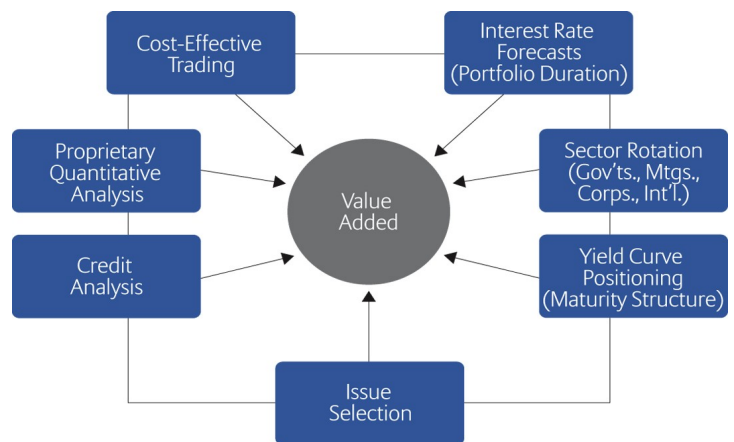 Cost-Effective
Trading
Interest Rate
Forecasts
(Portfolio Duration)
Proprietary
Quantitative
Analysis
Sector Rotation
(Gov'ts., Mtgs.,
Corps., Int'l.)
Value
Added
Credit
Analysis
Yield Curve
Positioning
(Maturity Structure)
Issue
Selection